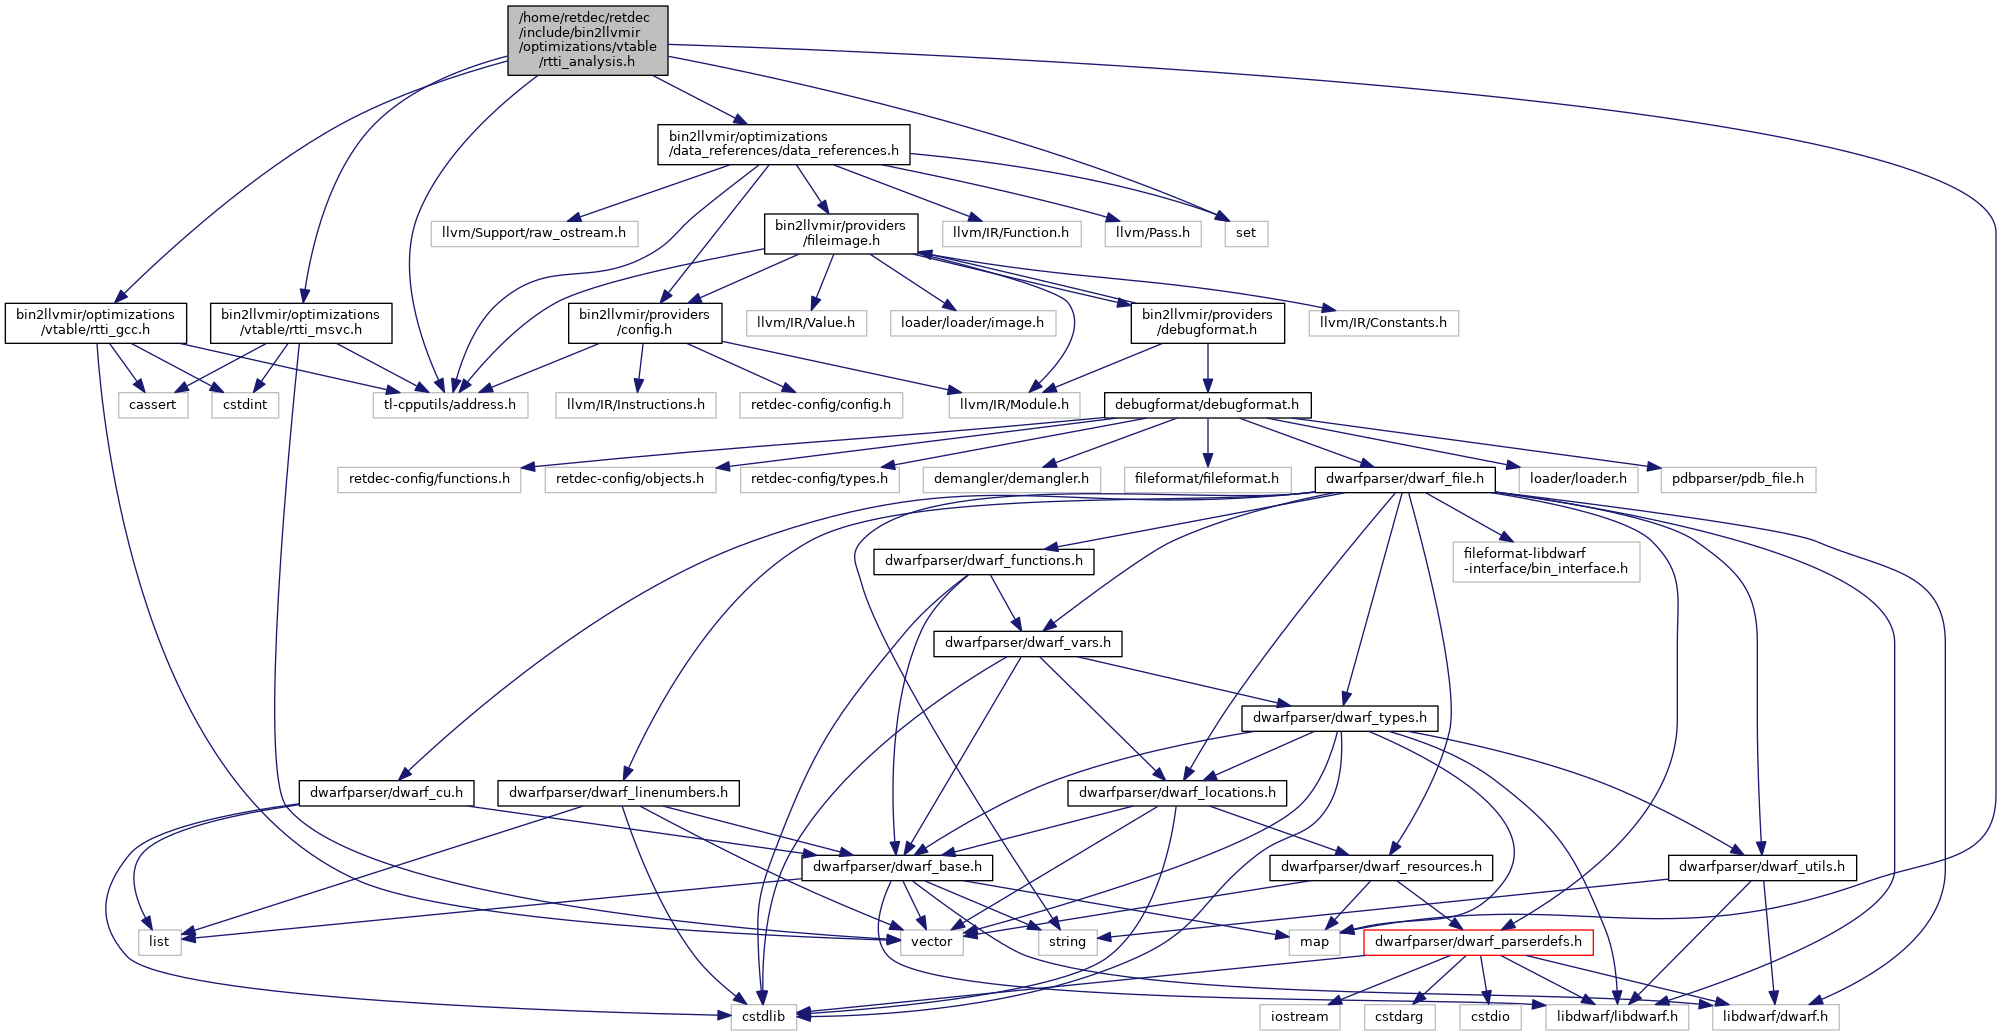 /home/retdec/retdec
/include/bin2llvmir
/optimizations/vtable
/rtti_analysis.h
bin2llvmir/optimizations
/data_references/data_references.h
llvm/Support/raw_ostream.h
bin2llvmir/providers
/fileimage.h
llvm/IR/Function.h
llvm/Pass.h
set
bin2llvmir/optimizations
/vtable/rtti_gcc.h
bin2llvmir/optimizations
/vtable/rtti_msvc.h
bin2llvmir/providers
/config.h
llvm/IR/Value.h
loader/loader/image.h
bin2llvmir/providers
/debugformat.h
llvm/IR/Constants.h
cassert
cstdint
tl-cpputils/address.h
llvm/IR/Instructions.h
retdec-config/config.h
llvm/IR/Module.h
debugformat/debugformat.h
retdec-config/functions.h
retdec-config/objects.h
retdec-config/types.h
demangler/demangler.h
fileformat/fileformat.h
dwarfparser/dwarf_file.h
loader/loader.h
pdbparser/pdb_file.h
dwarfparser/dwarf_functions.h
fileformat-libdwarf
-interface/bin_interface.h
dwarfparser/dwarf_vars.h
dwarfparser/dwarf_types.h
dwarfparser/dwarf_cu.h
dwarfparser/dwarf_linenumbers.h
dwarfparser/dwarf_locations.h
dwarfparser/dwarf_base.h
dwarfparser/dwarf_resources.h
dwarfparser/dwarf_utils.h
list
vector
string
map
dwarfparser/dwarf_parserdefs.h
cstdlib
iostream
cstdarg
cstdio
libdwarf/libdwarf.h
libdwarf/dwarf.h